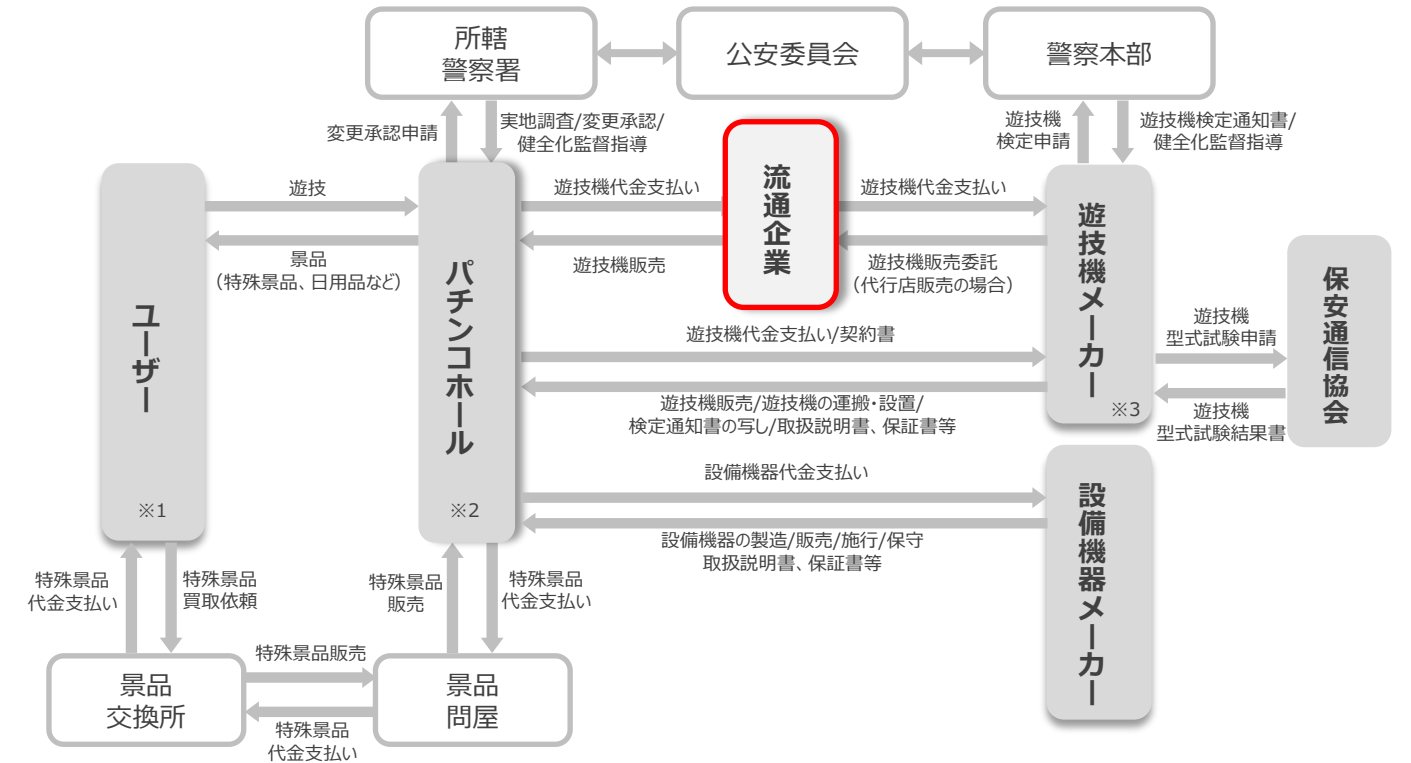 所轄
警察署
公安委員会
警察本部
変更承認申請
実地調査/変更承認/
健全化監督指導
遊技機
検定申請
遊技機検定通知書/
健全化監督指導
ユーザー
※1
遊技
景品
（特殊景品、日用品など）
パチンコホール
※2
遊技機代金支払い
遊技機販売
流通企業
遊技機代金支払い
遊技機販売委託
（代行店販売の場合）
遊技機メーカー
※3
遊技機代金支払い/契約書
遊技機販売/遊技機の運搬・設置/
検定通知書の写し/取扱説明書、保証書等
遊技機
型式試験申請
遊技機
型式試験結果書
保安通信協会
設備機器代金支払い
設備機器の製造/販売/施行/保守
取扱説明書、保証書等
設備機器メーカー
特殊景品
代金支払い
特殊景品
買取依頼
特殊景品
販売
特殊景品
代金支払い
景品
交換所
特殊景品販売
特殊景品
代金支払い
景品
問屋